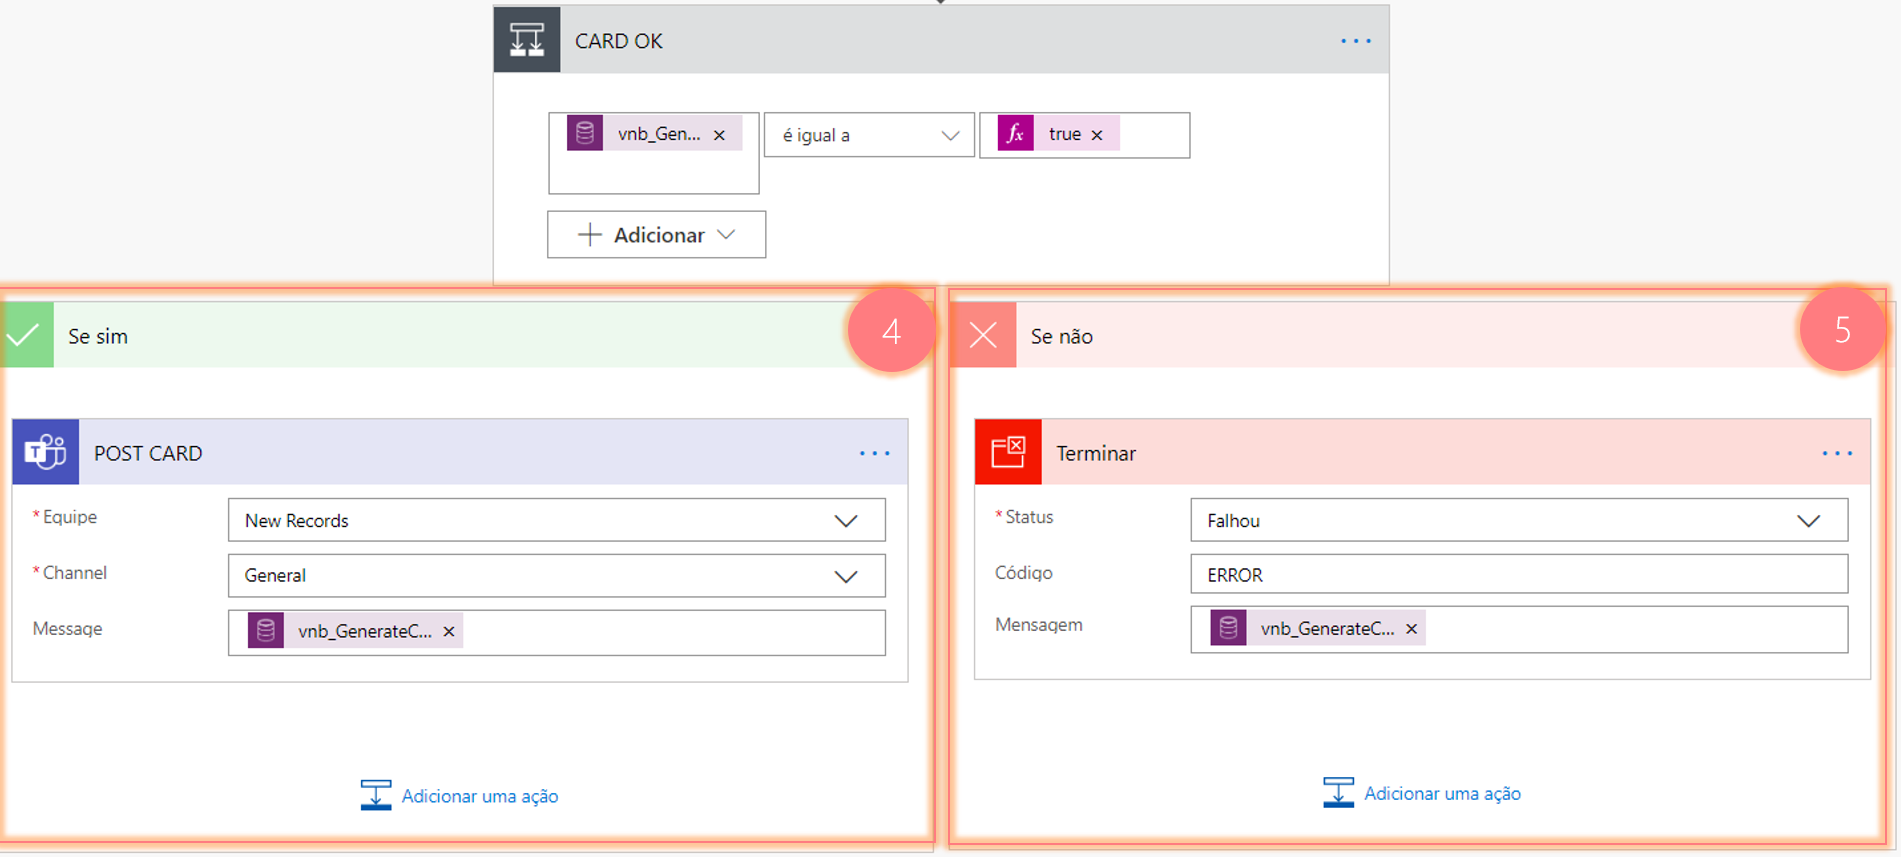 CARD OK
vnb_Gen...
é igual a
fx
true
Adicionar
Se sim
4
POST CARD
* Equipe
New Records
* Channel
General
Message
vnb_GenerateC...
Adicionar uma ação
Se não
5
Terminar
* Status
Falhou
Código
ERROR
Mensagem
vnb_GenerateC...
Adicionar uma ação